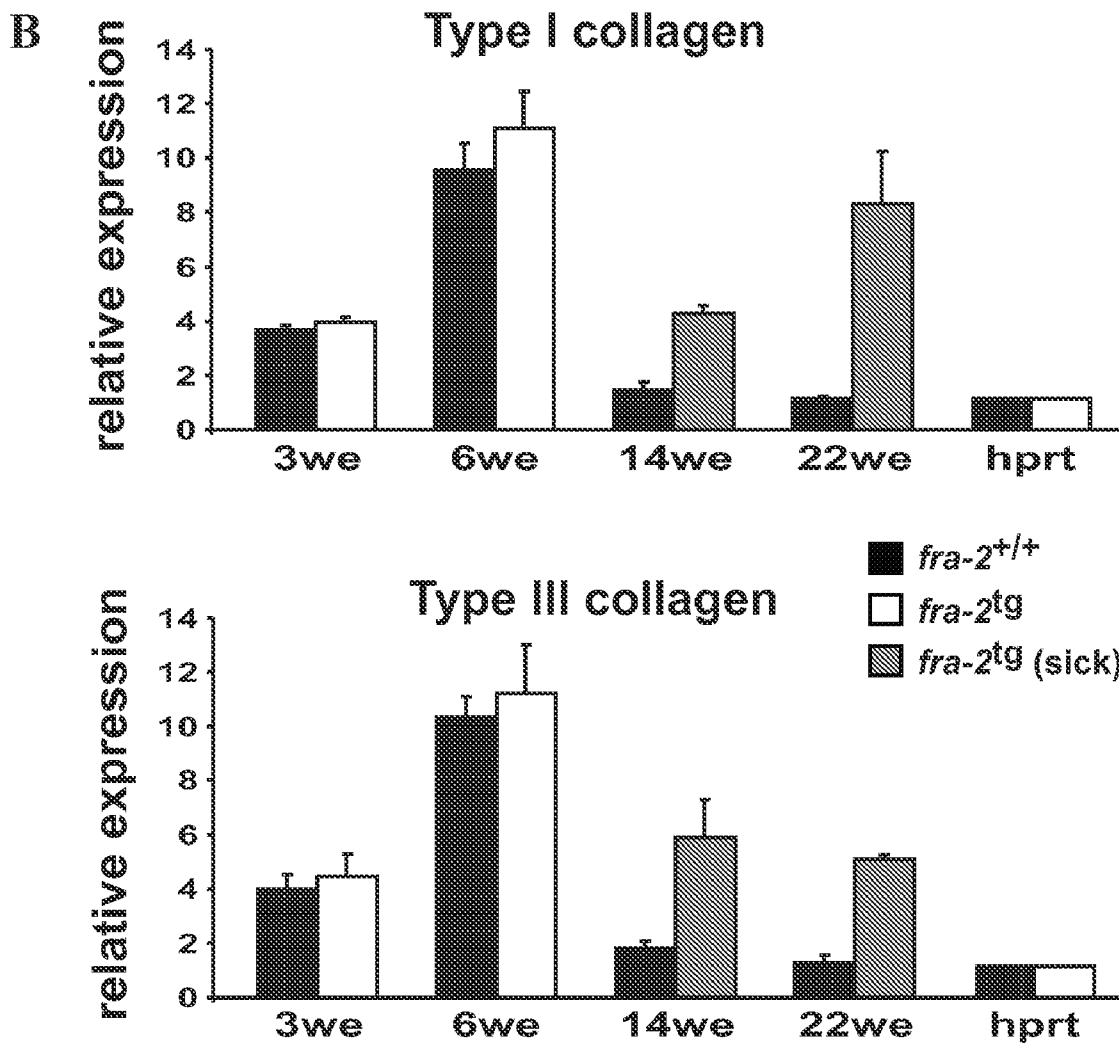 B
Type I collagen
relative expression
14
12
10
8
6
4
2
0
3we 6we 14we 22we hprt
fra-2+/+
fra-2tg
fra-2tg (sick)
Type III collagen
relative expression
14
12
10
8
6
4
2
0
3we 6we 14we 22we hprt